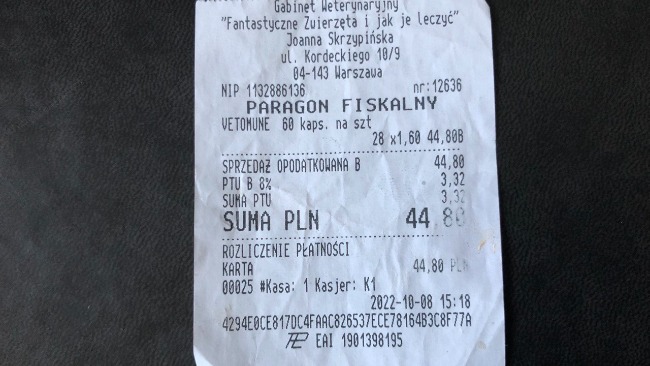 Gabinet Weterynaryjny
"Fantastyczne Zwierzęta i jak je leczyć"
Joanna Skrzypińska
ul. Kordeckiego 10/9
04-143 Warszawa
NIP 1132886136 nr:12636
PARAGON FISKALNY
VETOMUNE 60 kaps. na szt
28 x1,60 44,80B
SPRZEDAŻ OPODATKOWANA B 44,80
PTU B 8% 3,32
SUMA PTU 3,32
SUMA PLN 44,80
ROZLICZENIE PŁATNOŚCI
KARTA 44,80 PLN
00025 #Kasa: 1 Kasjer: K1
2022-10-08 15:18
4294E0CE817DC4FAAC826537ECE78164B3C8F77A
EAI 1901398195